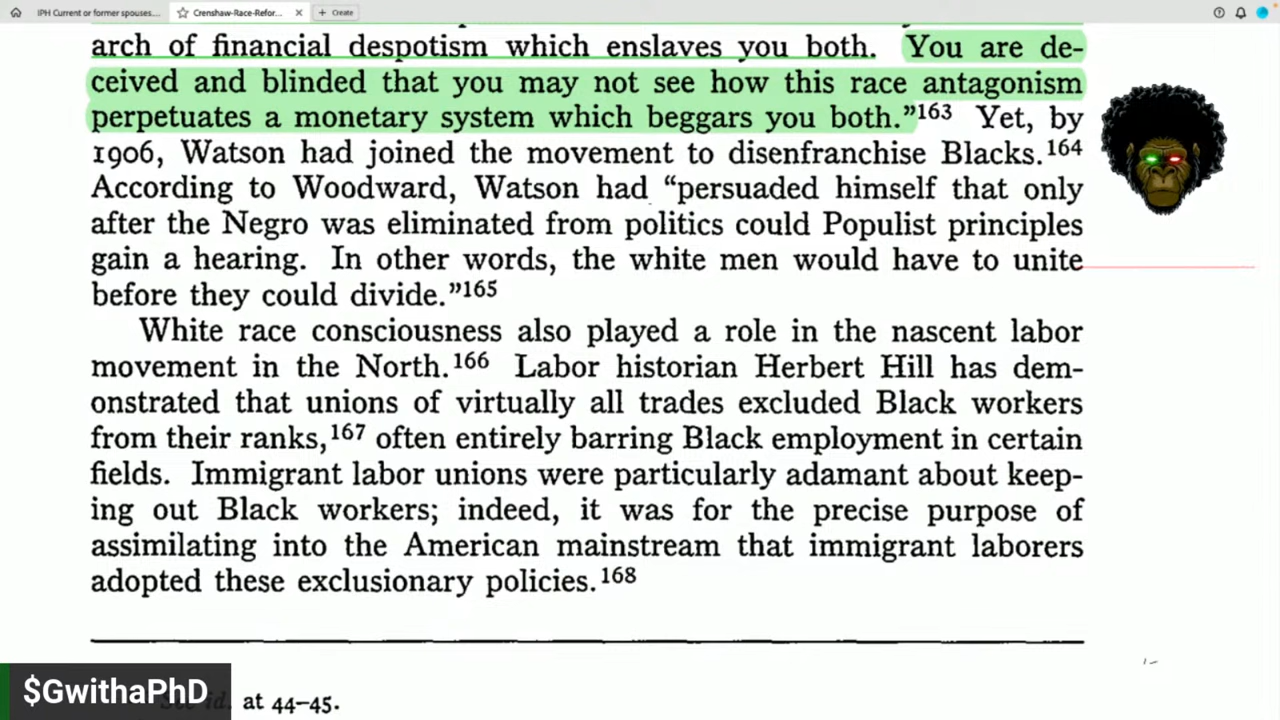 IPH Current or former spouses....
Crenshaw-Race-Refor...
+ Create
arch of financial despotism which enslaves you both. You are de-
ceived and blinded that you may not see how this race antagonism
perpetuates a monetary system which beggars you both.”163 Yet, by
1906, Watson had joined the movement to disenfranchise Blacks.164
According to Woodward, Watson had “persuaded himself that only
after the Negro was eliminated from politics could Populist principles
gain a hearing. In other words, the white men would have to unite
before they could divide.”165
White race consciousness also played a role in the nascent labor
movement in the North.166 Labor historian Herbert Hill has dem-
onstrated that unions of virtually all trades excluded Black workers
from their ranks,167 often entirely barring Black employment in certain
fields. Immigrant labor unions were particularly adamant about keep-
ing out Black workers; indeed, it was for the precise purpose of
assimilating into the American mainstream that immigrant laborers
adopted these exclusionary policies.168
$GwithaPhD
id. at 44–45.